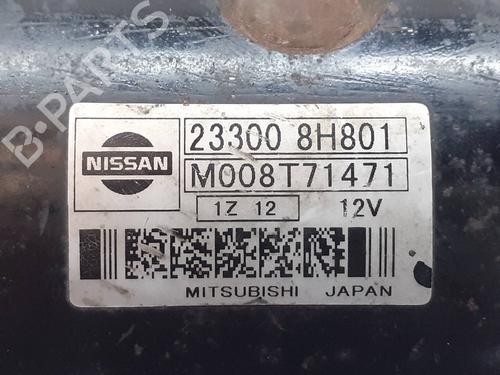 B-PARTS
NISSAN
23300 8H801
M008T71471
1Z 12 12V
MITSUBISHI JAPAN